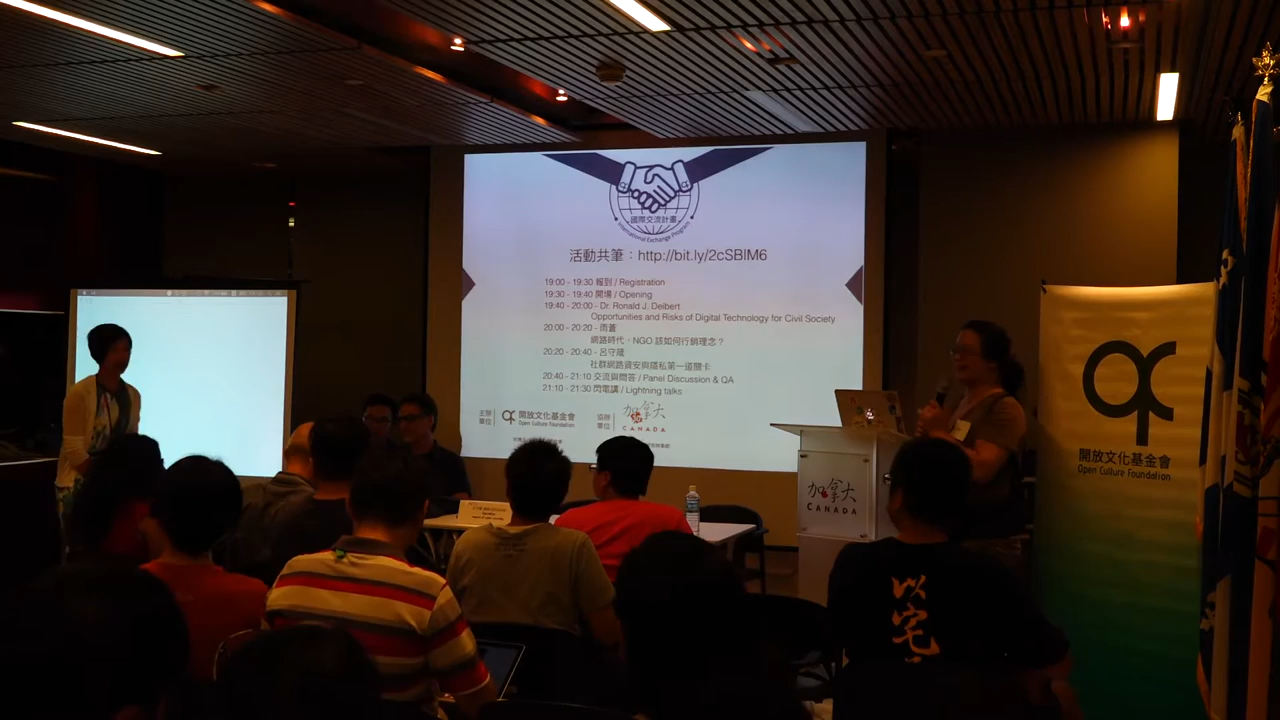 國際交流計畫
International Exchange Program
活動共筆：http://bit.ly/2cSBlM6
19:00 - 19:30 報到 / Registration
19:30 - 19:40 開場 / Opening
19:40 - 20:00 - Dr. Ronald J. Deibert
Opportunities and Risks of Digital Technology for Civil Society
20:00 - 20:20 - 雨蒼
網路時代，NGO 該如何行銷理念？
20:20 - 20:40 - 呂守箴
社群網路資安與隱私第一道關卡
20:40 - 21:10 交流與問答 / Panel Discussion & QA
21:10 - 21:30 閃電講 / Lightning talks
主辦單位
開放文化基金會
Open Culture Foundation
協辦單位
加拿大
CANADA
加拿大
CANADA
開放文化基金會
Open Culture Foundation
以宅